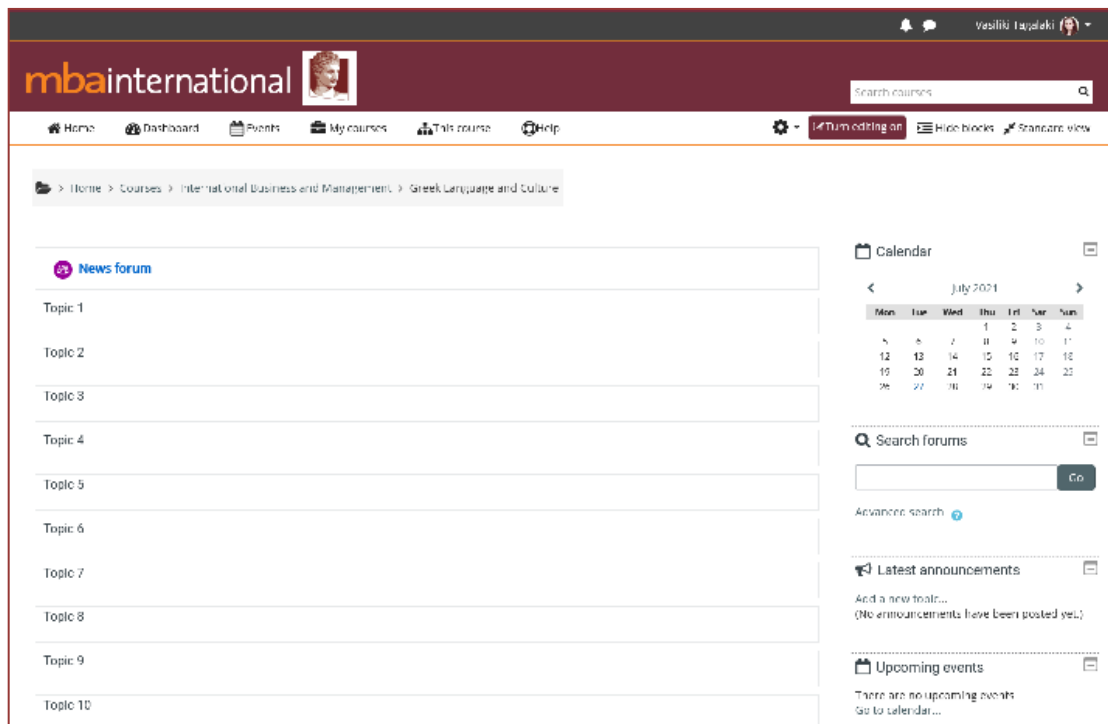 Vasiliki Tagalaki
mbainternational
Search courses
Home Dashboard Events My courses This course Help Turn editing on Hide blocks Standard view
> Home > Courses > International Business and Management > Greek Language and Culture
News forum
Topic 1
Topic 2
Topic 3
Topic 4
Topic 5
Topic 6
Topic 7
Topic 8
Topic 9
Topic 10
Calendar
July 2021
Mon Tue Wed Thu Fri Sat Sun
1 2 3 4
5 6 7 8 9 10 11
12 13 14 15 16 17 18
19 20 21 22 23 24 25
26 27 28 29 30 31
Search forums
Go
Advanced search
Latest announcements
Add a new topic...
(No announcements have been posted yet.)
Upcoming events
There are no upcoming events
Go to calendar...